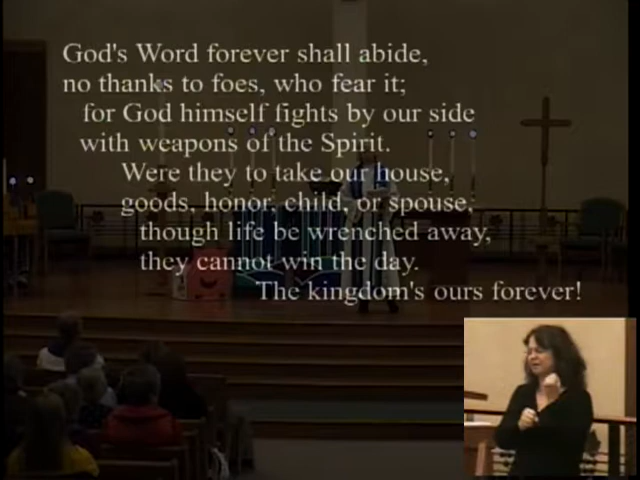 God's Word forever shall abide,
no thanks to foes, who fear it;
for God himself fights by our side
with weapons of the Spirit.
Were they to take our house,
goods, honor, child, or spouse,
though life be wrenched away,
they cannot win the day.
The kingdom's ours forever!